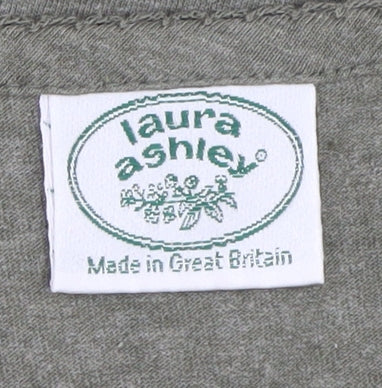 laura
ashley®
Made in Great Britain